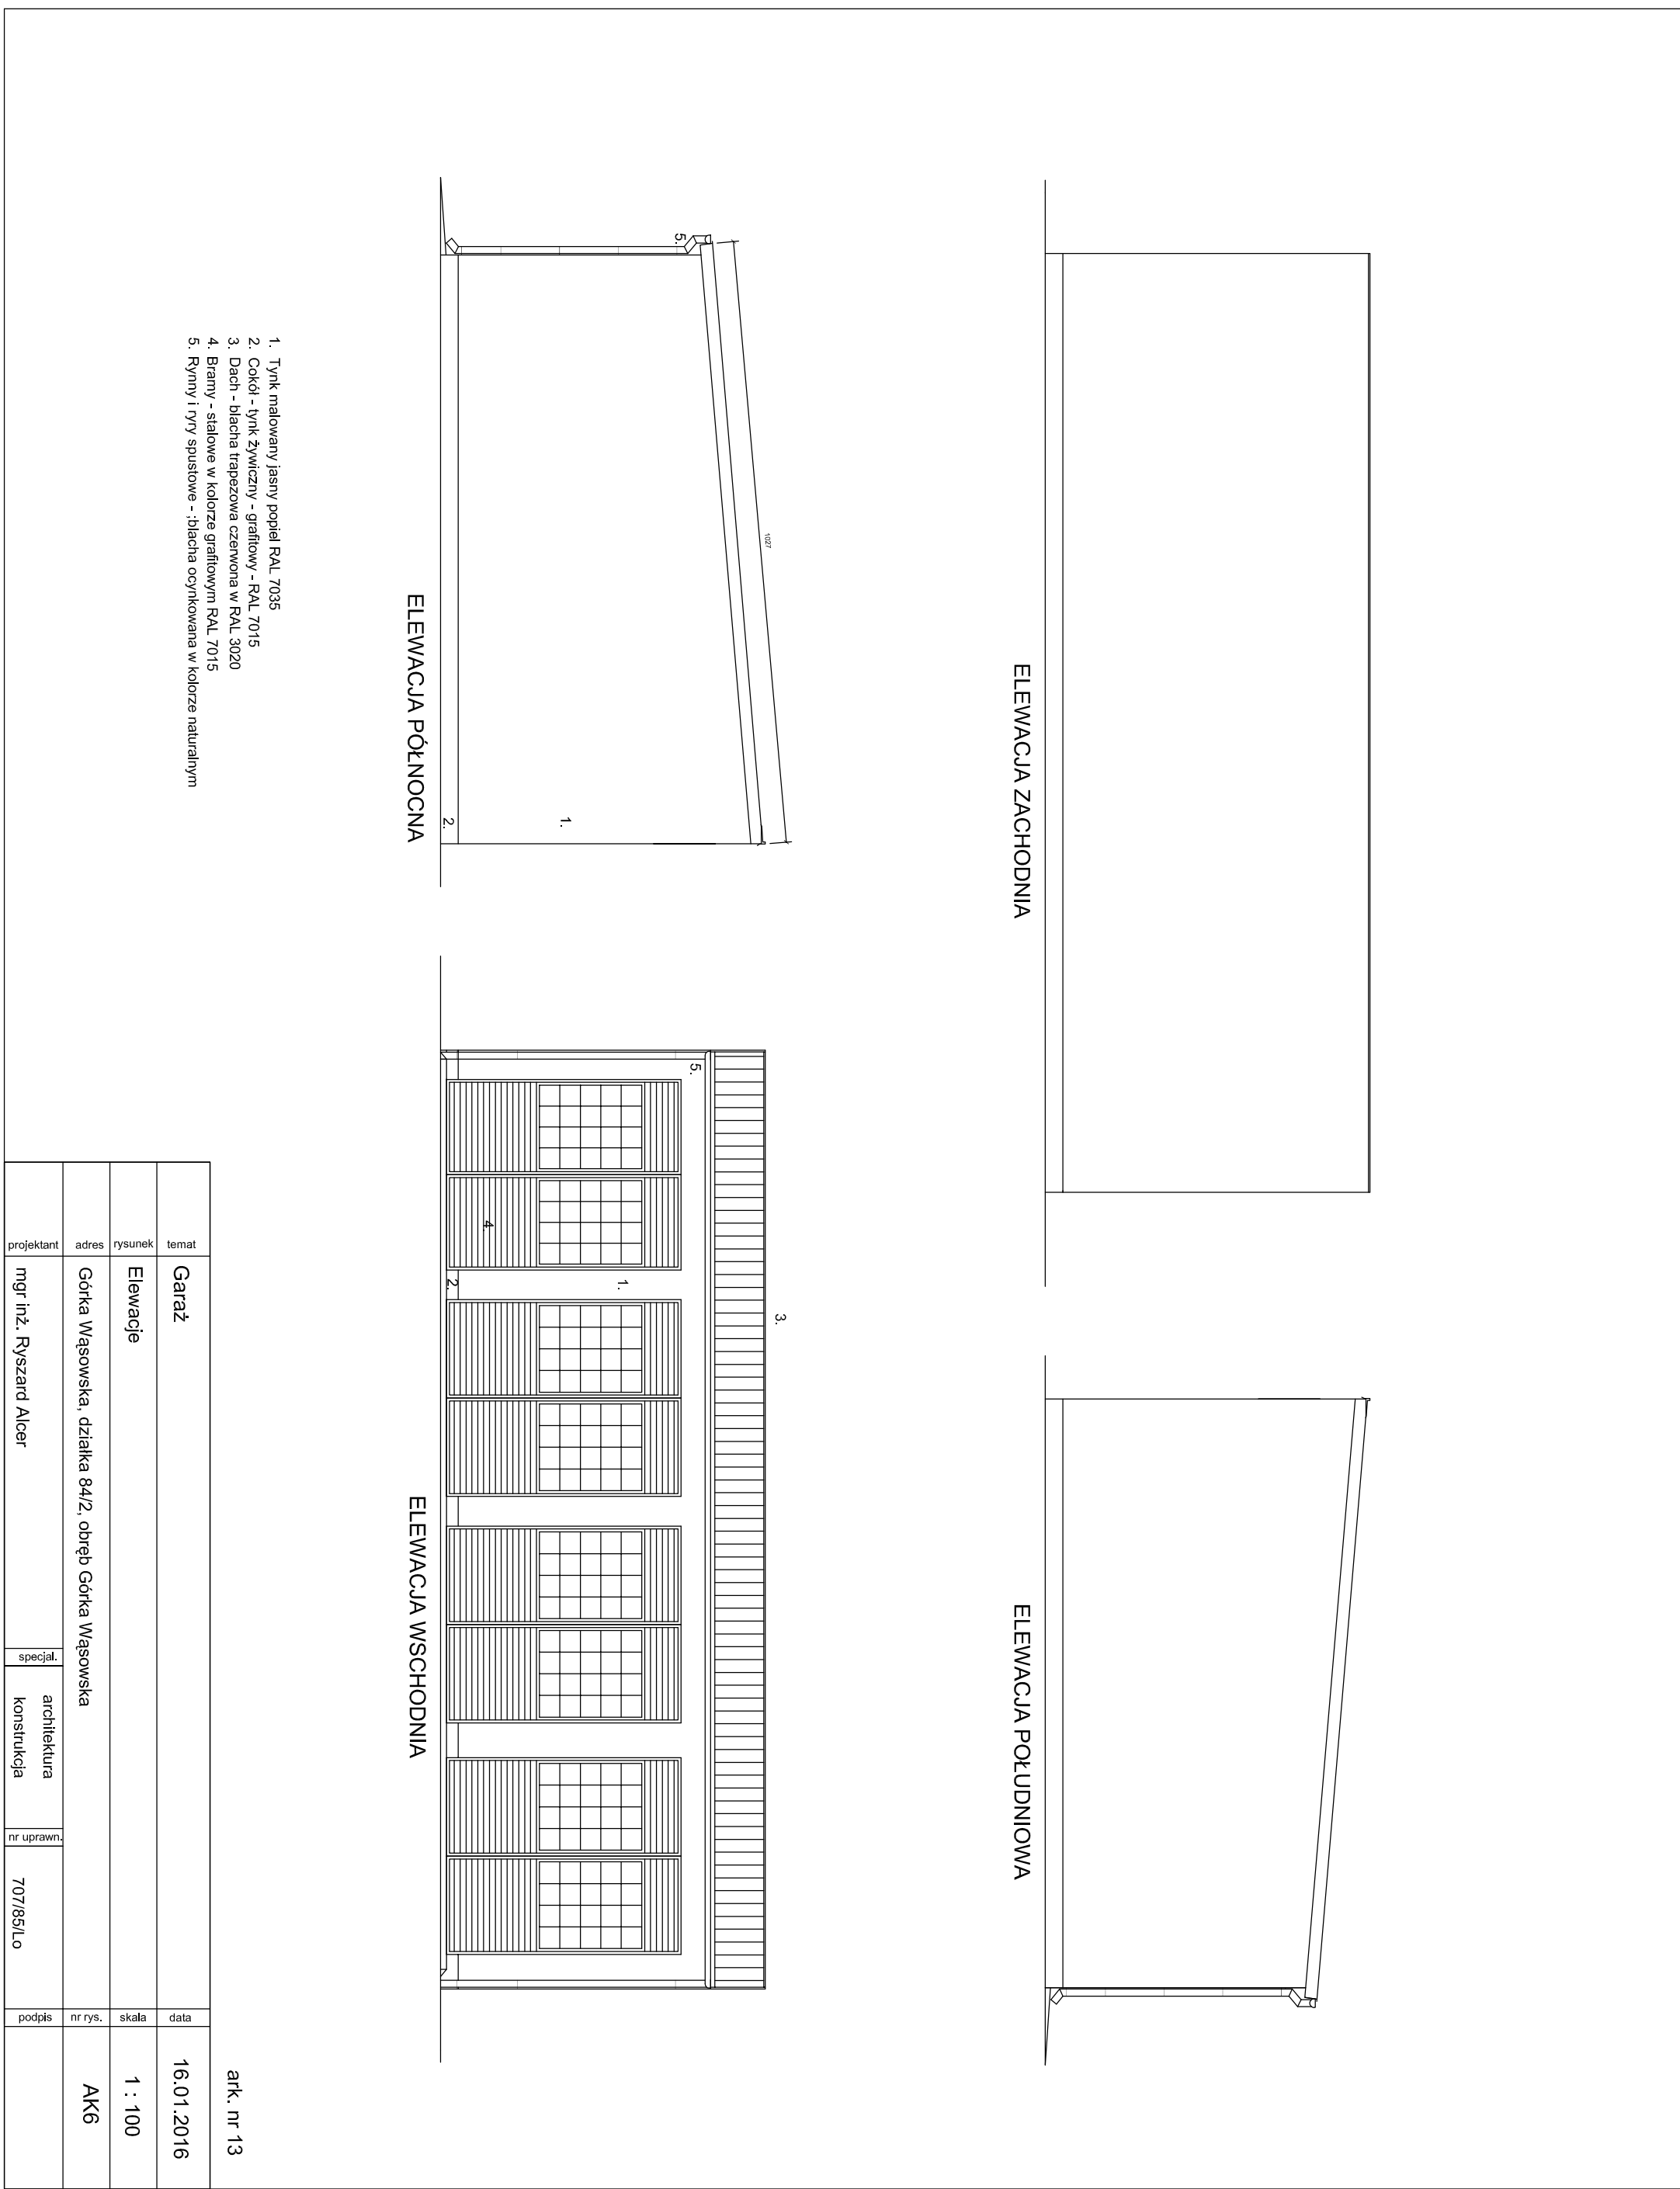 ELEWACJA ZACHODNIA
ELEWACJA POŁUDNIOWA
1027
5.
1.
2.
ELEWACJA PÓŁNOCNA
3.
5.
1.
4.
2.
ELEWACJA WSCHODNIA
1. Tynk malowany jasny popiel RAL 7035
2. Cokół - tynk żywiczny - grafitowy - RAL 7015
3. Dach - blacha trapezowa czerwona w RAL 3020
4. Bramy - stalowe w kolorze grafitowym RAL 7015
5. Rynny i ryry spustowe - ;blacha ocynkowana w kolorze naturalnym
ark. nr 13
temat Garaż data 16.01.2016
rysunek Elewacje skala 1 : 100
adres Górka Wąsowska, działka 84/2, obręb Górka Wąsowska nr rys. AK6
projektant mgr inż. Ryszard Alcer specjal. architektura
konstrukcja nr uprawn. 707/85/Lo podpis